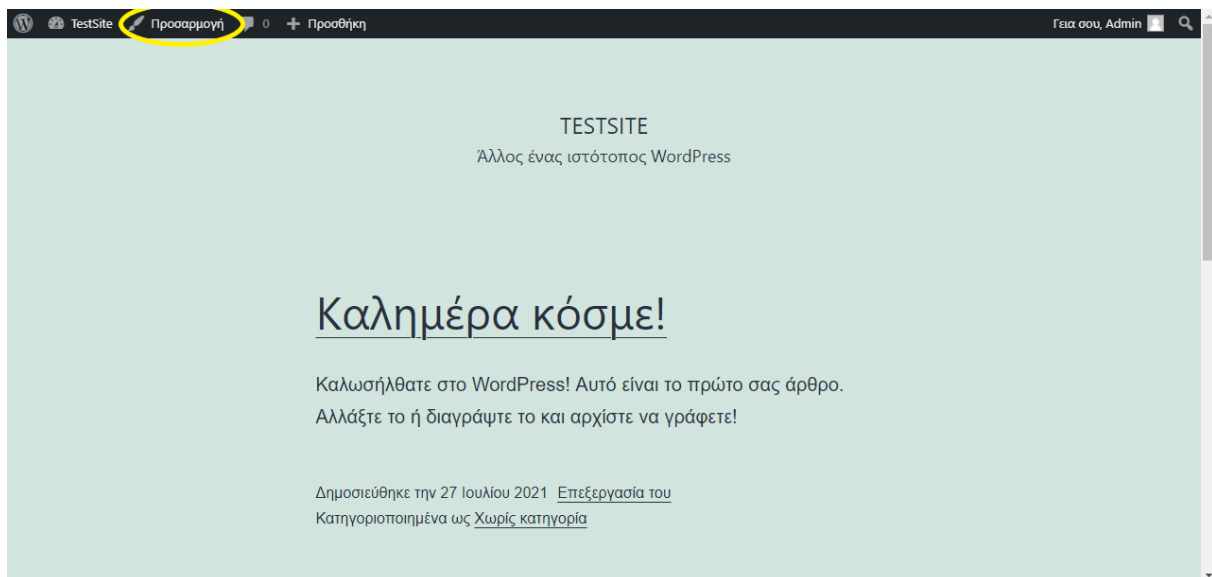 TestSite Προσαρμογή 0 + Προσθήκη Γεια σου, Admin
TESTSITE
Άλλος ένας ιστότοπος WordPress
Καλημέρα κόσμε!
Καλωσήλθατε στο WordPress! Αυτό είναι το πρώτο σας άρθρο.
Αλλάξτε το ή διαγράψτε το και αρχίστε να γράφετε!
Δημοσιεύθηκε την 27 Ιουλίου 2021 Επεξεργασία του
Κατηγοριοποιημένα ως Χωρίς κατηγορία